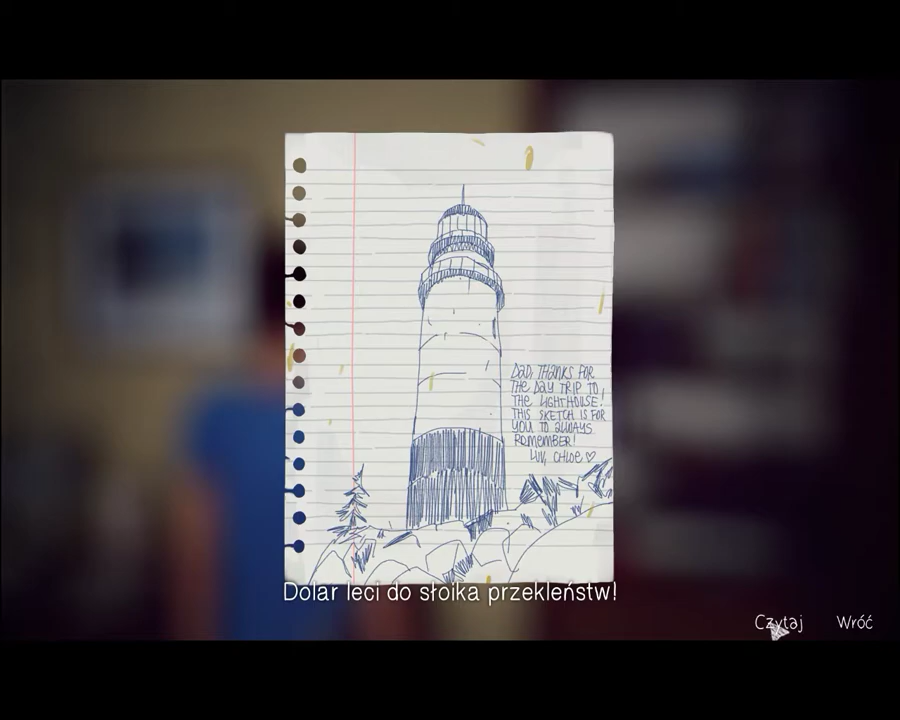 DAD, THANKS FOR
THE DAY TRIP TO
THE LIGHTHOUSE!
THIS SKETCH IS FOR
YOU TO ALWAYS
REMEMBER!
LUV, CHLOE ♡
Dolar leci do słoika przekleństw!
Czytaj Wróć